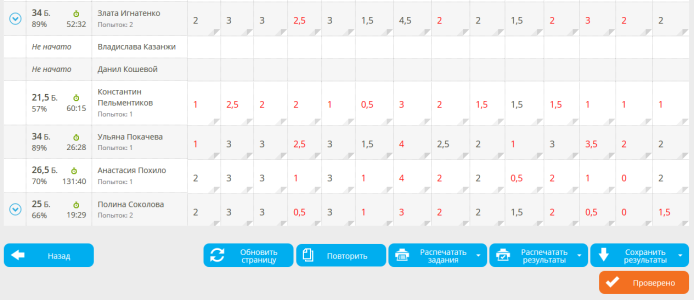 34 Б. Злата Игнатенко
89% 52:32 Попыток: 2 2 3 3 2,5 3 1,5 4,5 2 2 1,5 2 3 2 2
Не начато Владислава Казанжи
Не начато Данил Кошевой
21,5 Б. Константин
Пельментиков
57% 60:15 Попыток: 1 1 2,5 2 2 1 0,5 3 2 1,5 1,5 1,5 1 1 1
34 Б. Ульяна Покачева
89% 26:28 Попыток: 1 1 3 3 2,5 3 1,5 4 2,5 2 1 3 3,5 2 2
26,5 Б. Анастасия Похило
70% 131:40 Попыток: 1 2 3 3 1 3 1 4 2 2 0,5 2 1 0 2
25 Б. Полина Соколова
66% 19:29 Попыток: 2 2 3 3 0,5 3 1 3 2 2 1,5 2 0,5 0 1,5
Назад
Обновить
страницу
Повторить
Распечатать
задания
Распечатать
результаты
Сохранить
результаты
Проверено